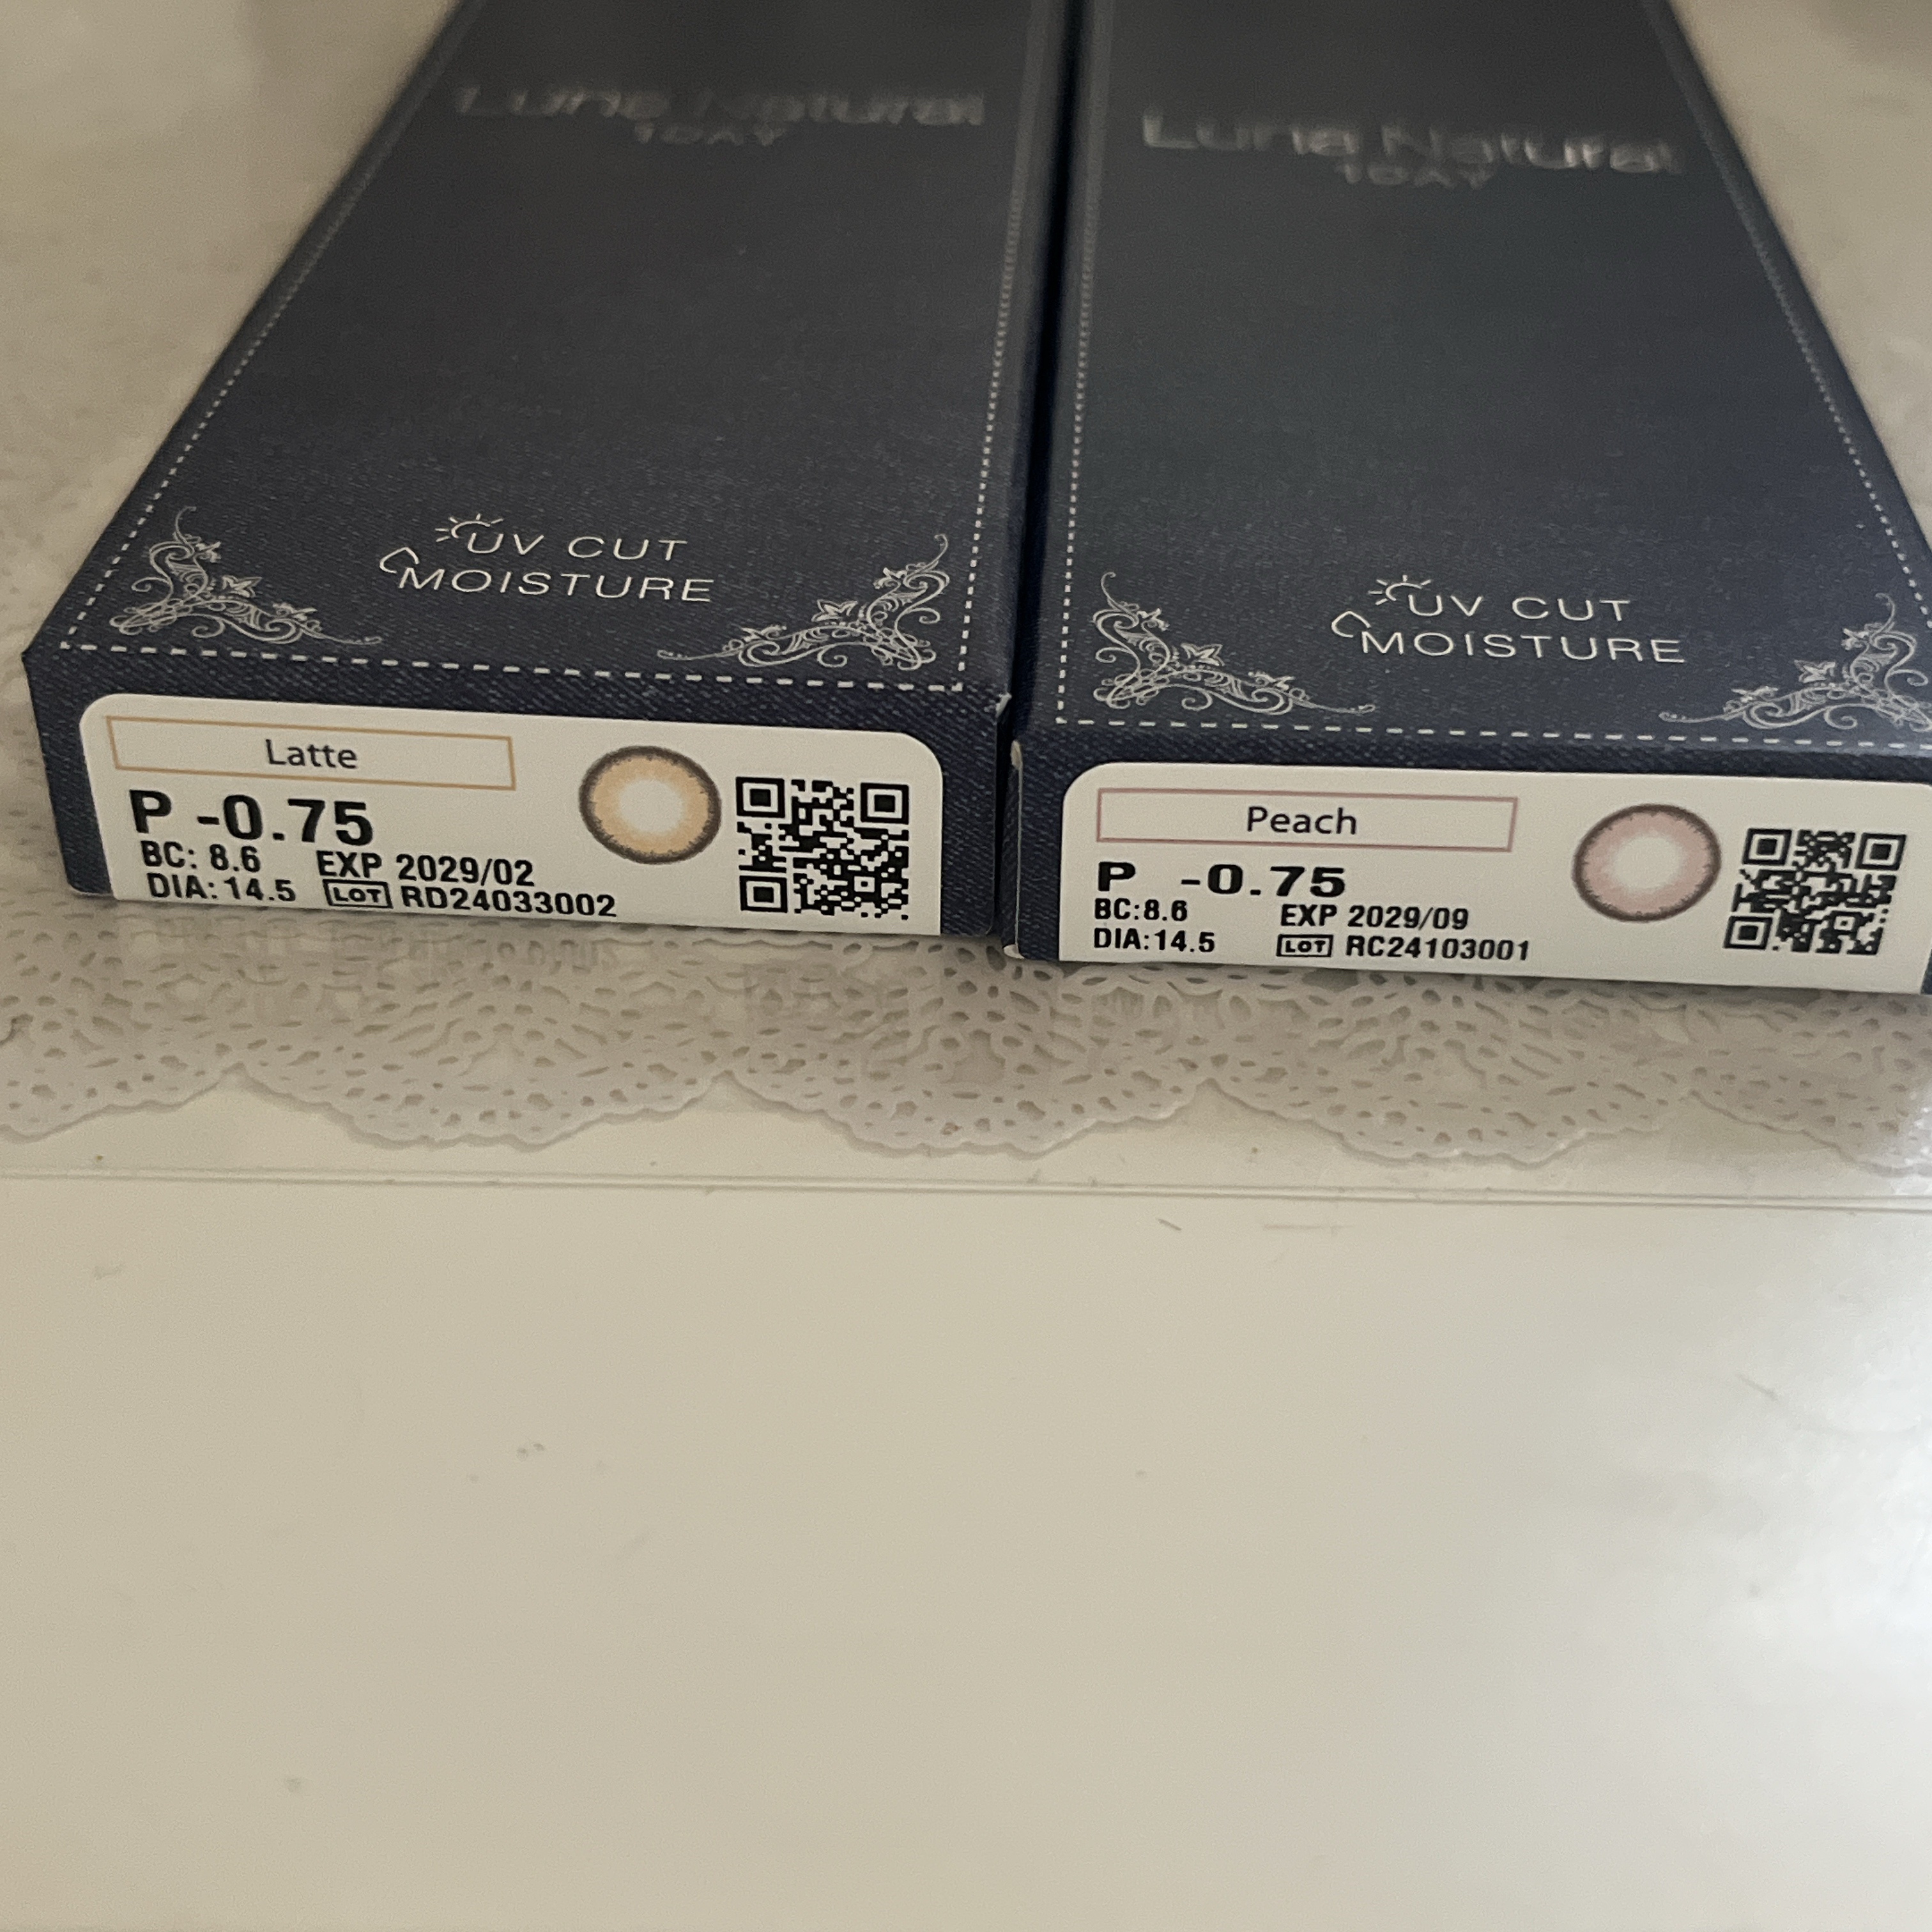 Luna Natural
1DAY
UV CUT
MOISTURE
Latte
P -0.75
BC: 8.6 EXP 2029/02
DIA: 14.5 LOT RD24033002
Luna Natural
1DAY
UV CUT
MOISTURE
Peach
P -0.75
BC:8.6 EXP 2029/09
DIA:14.5 LOT RC24103001